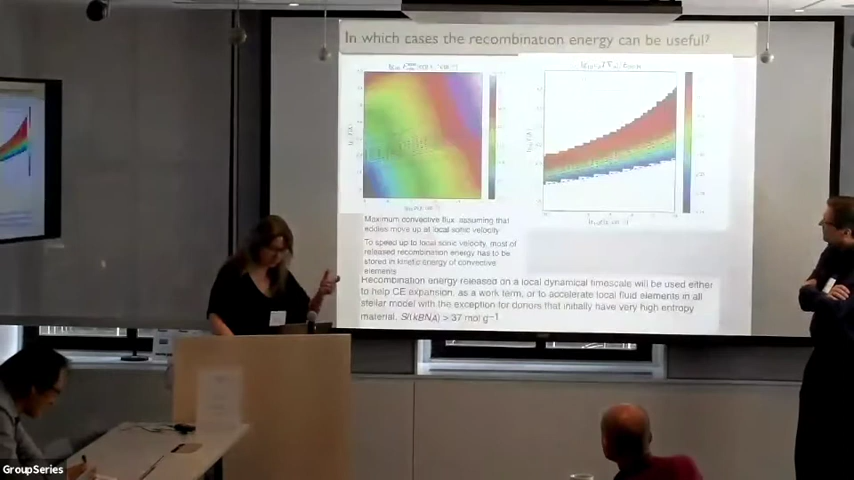 In which cases the recombination energy can be useful?
Maximum convective flux: assuming that
eddies move up at local sonic velocity
To speed up to local sonic velocity, most of
released recombination energy has to be
stored in kinetic energy of convective
elements
Recombination energy released on a local dynamical timescale will be used either
to help CE expansion, as a work term, or to accelerate local fluid elements in all
stellar model with the exception for donors that initially have very high entropy
material, S/(kBNA) > 37 mol g⁻¹
GroupSeries